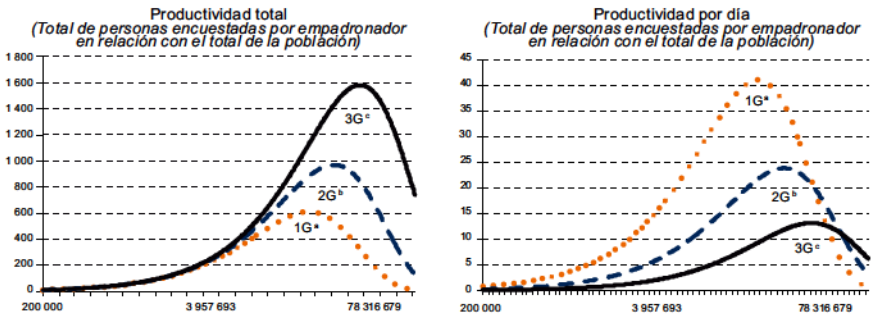 Productividad total
(Total de personas encuestadas por empadronador
en relación con el total de la población)
1 800
1 600
1 400
1 200
1 000
800
600
400
200
0
3G c
2G b
1G a
200 000
3 957 693
78 316 679
Productividad por día
(Total de personas encuestadas por empadronador
en relación con el total de la población)
45
40
35
30
25
20
15
10
5
0
1G a
2G b
3G c
200 000
3 957 693
78 316 679